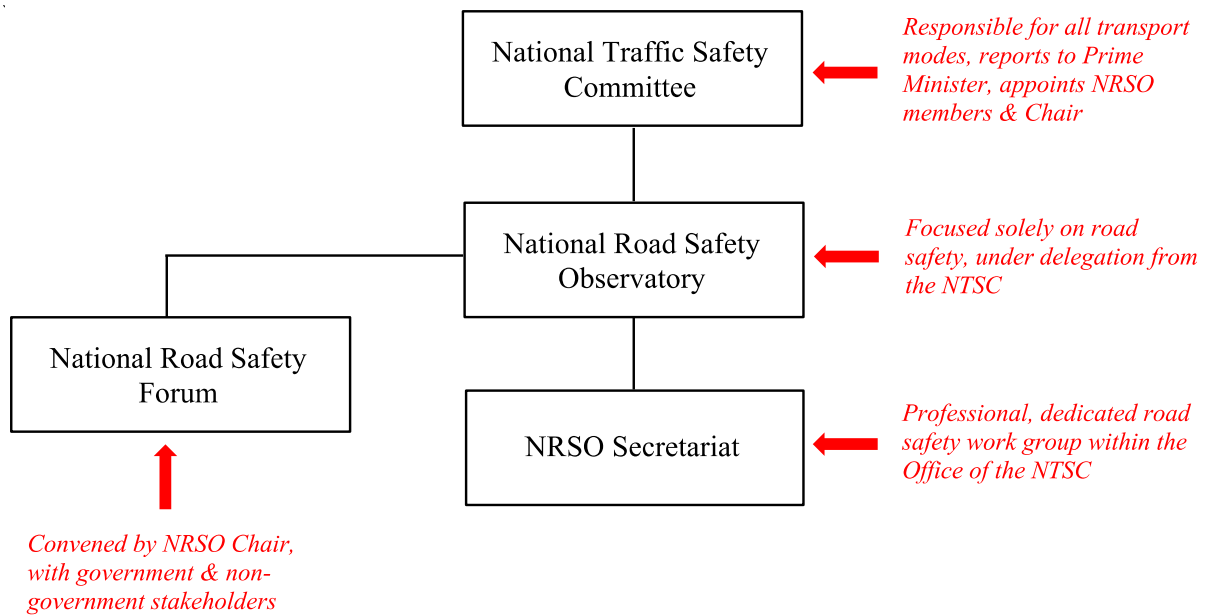 National Traffic Safety
Committee
Responsible for all transport
modes, reports to Prime
Minister, appoints NRSO
members & Chair
National Road Safety
Observatory
Focused solely on road
safety, under delegation from
the NTSC
National Road Safety
Forum
NRSO Secretariat
Professional, dedicated road
safety work group within the
Office of the NTSC
Convened by NRSO Chair,
with government & non-
government stakeholders